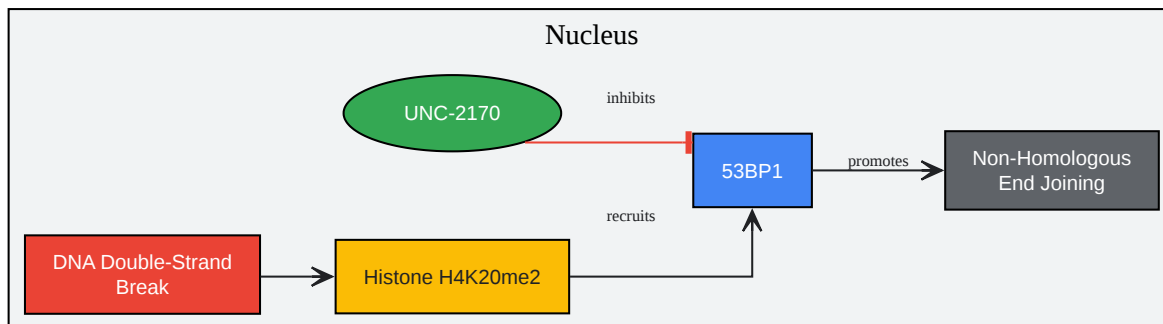 Nucleus
UNC-2170
inhibits
53BP1
promotes
Non-Homologous
End Joining
recruits
DNA Double-Strand
Break
Histone H4K20me2